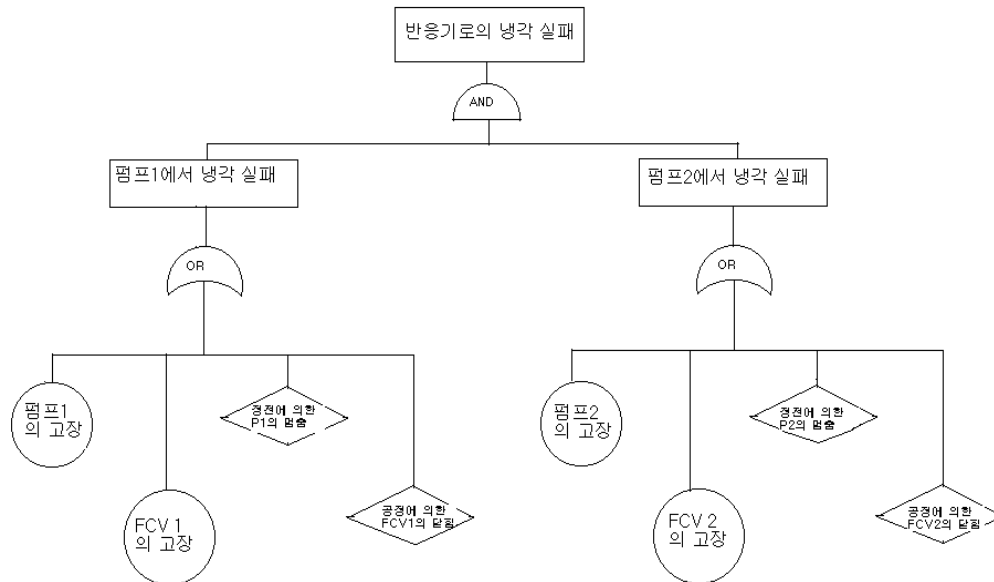 반응기로의 냉각 실패
AND
펌프1에서 냉각 실패
펌프2에서 냉각 실패
OR
OR
펌프1
의 고장
정전에 의한
P1의 멈춤
펌프2
의 고장
정전에 의한
P2의 멈춤
FCV 1
의 고장
공정에 의한
FCV1의 닫힘
FCV 2
의 고장
공정에 의한
FCV2의 닫힘